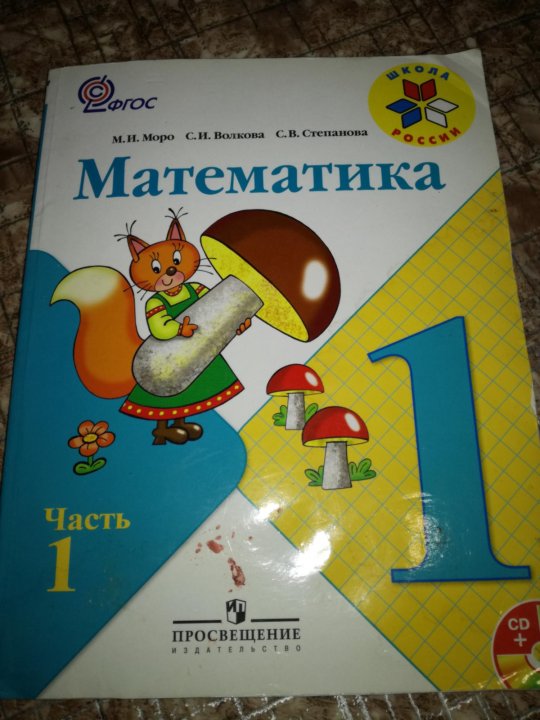 ФГОС
ШКОЛА
РОССИИ
М.И. Моро С.И. Волкова С.В. Степанова
Математика
1
Часть
1
ПРОСВЕЩЕНИЕ
ИЗДАТЕЛЬСТВО
CD
+